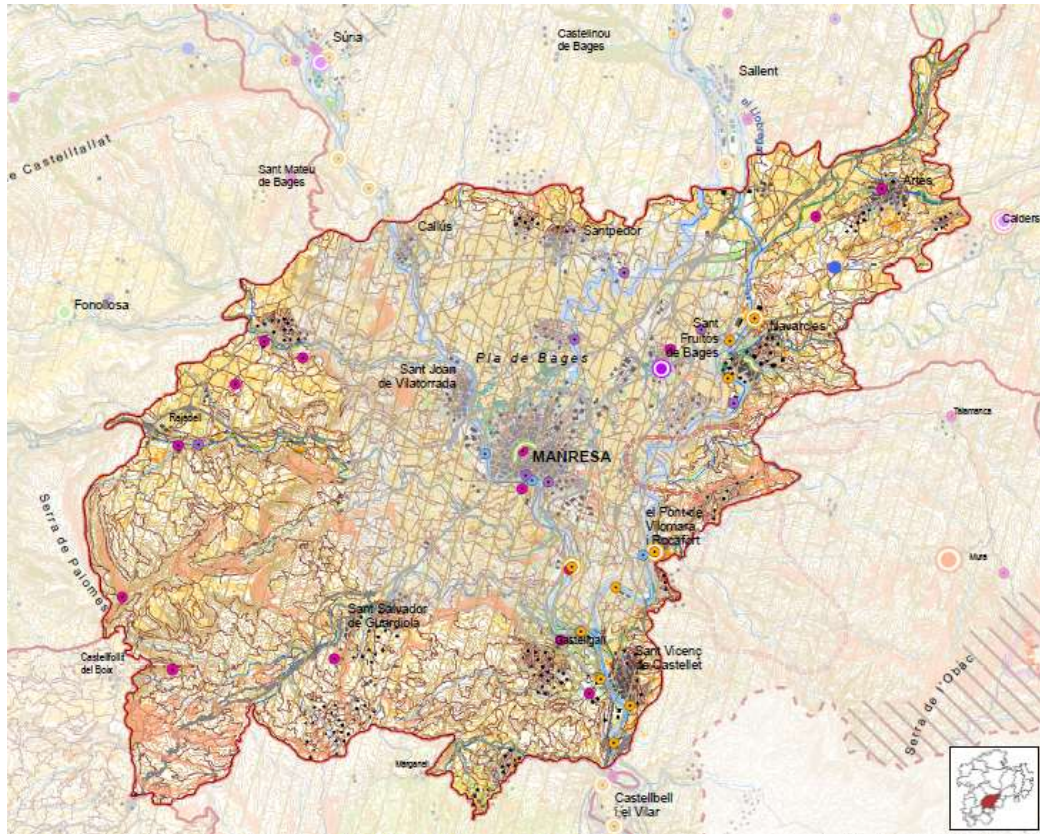 Súria
Castellnou
de Bages
Sallent
el Llobregat
e Castelltallat
Sant Mateu
de Bages
Artés
Calders
Callús
Santpedor
Fonollosa
Navarcles
Sant
Fruitós
de Bages
Pla de Bages
Sant Joan
de Vilatorrada
Rajadell
Talamanca
MANRESA
Serra de Palomes
el Pont de
Vilomara
i Rocafort
Mura
Sant Salvador
de Guardiola
Castellgalí
Sant Vicenç
de Castellet
Castellfollit
del Boix
Serra de l'Obac
Marganell
Castellbell
i el Vilar